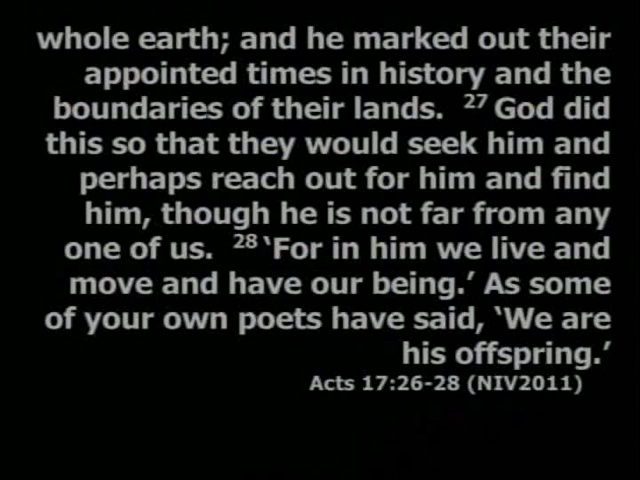 whole earth; and he marked out their
appointed times in history and the
boundaries of their lands. 27 God did
this so that they would seek him and
perhaps reach out for him and find
him, though he is not far from any
one of us. 28 ‘For in him we live and
move and have our being.’ As some
of your own poets have said, ‘We are
his offspring.’
Acts 17:26-28 (NIV2011)